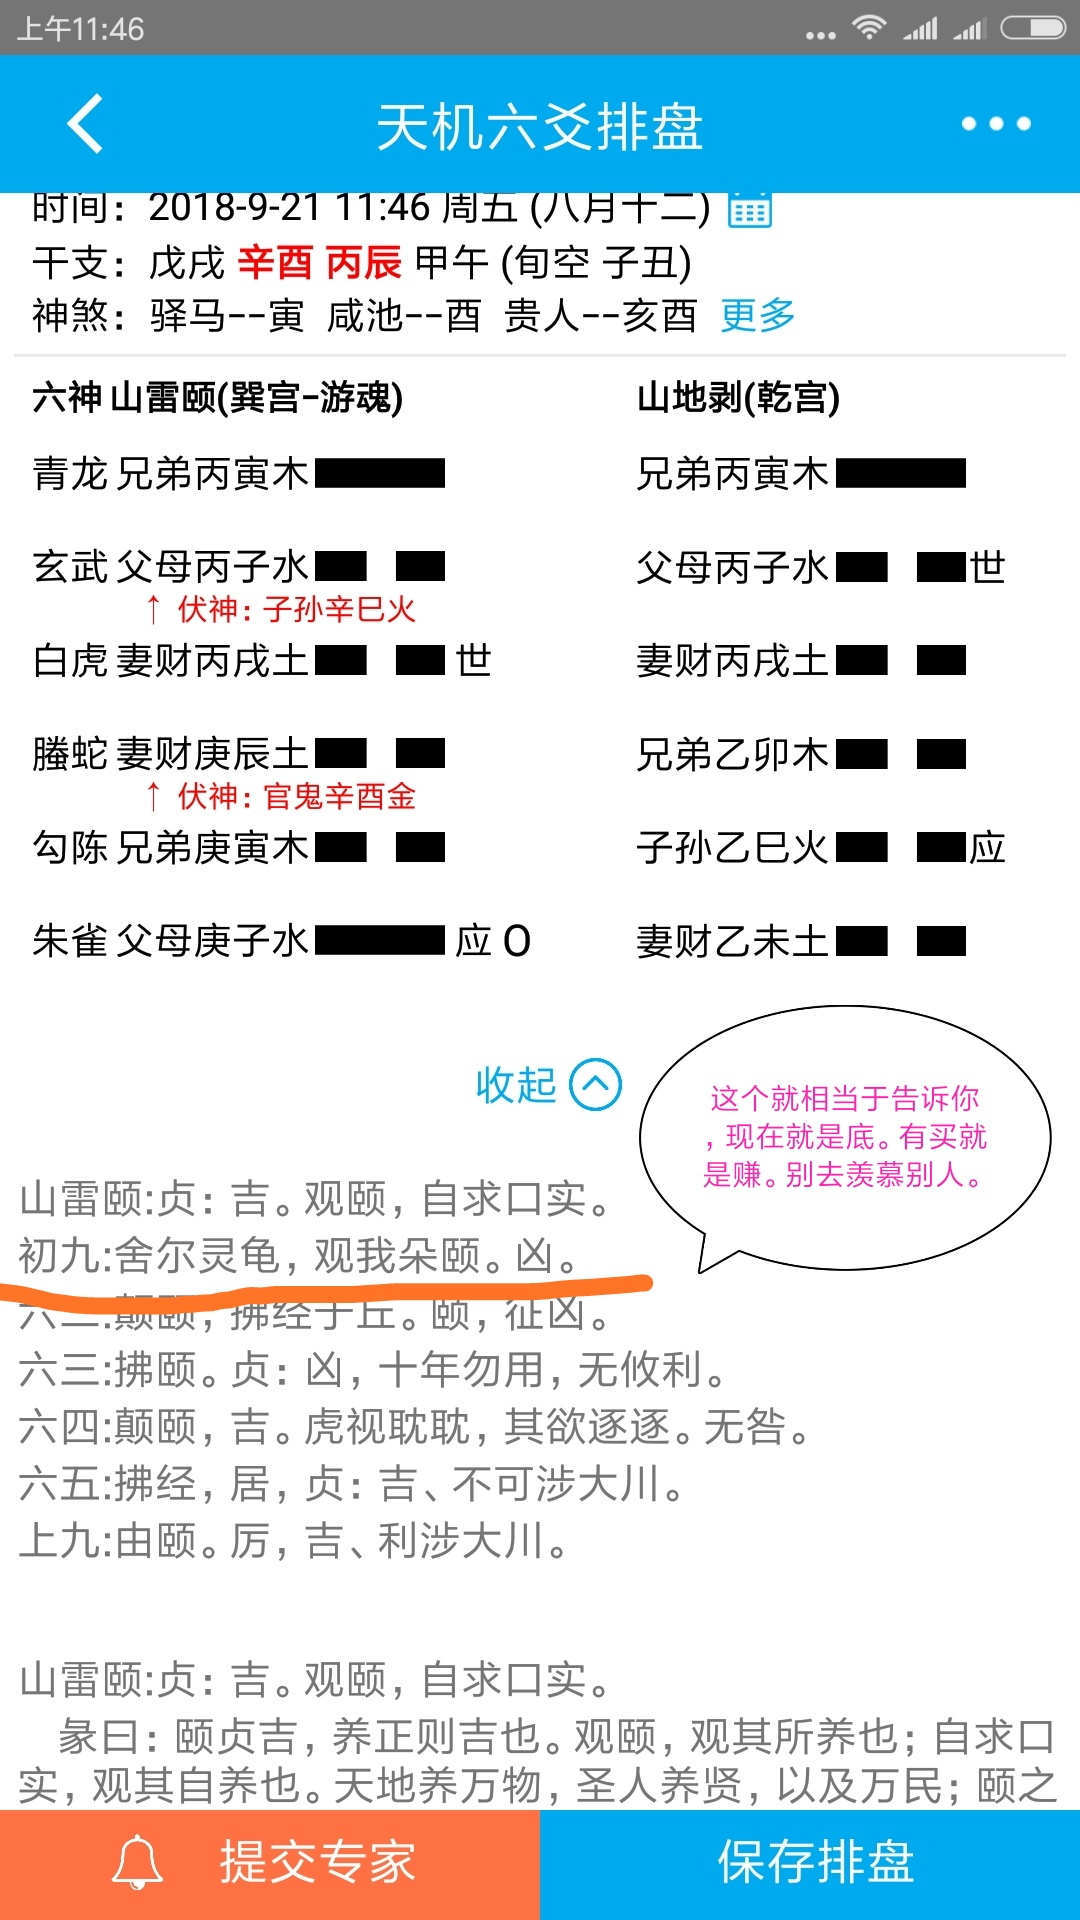 上午11:46
天机六爻排盘
时间：2018-9-21 11:46 周五 (八月十二)
干支：戊戌 辛酉 丙辰 甲午 (旬空 子丑)
神煞：驿马--寅 咸池--酉 贵人--亥酉 更多
六神 山雷颐(巽宫-游魂) 山地剥(乾宫)
青龙 兄弟丙寅木 兄弟丙寅木
玄武 父母丙子水 父母丙子水 世
↑ 伏神：子孙辛巳火
白虎 妻财丙戌土 世 妻财丙戌土
螣蛇 妻财庚辰土 兄弟乙卯木
↑ 伏神：官鬼辛酉金
勾陈 兄弟庚寅木 子孙乙巳火 应
朱雀 父母庚子水 应 O 妻财乙未土
收起
这个就相当于告诉你
，现在就是底。有买就
是赚。别去羡慕别人。
山雷颐:贞：吉。观颐，自求口实。
初九:舍尔灵龟，观我朵颐。凶。
六二:颠颐，拂经于丘。颐，征凶。
六三:拂颐。贞：凶，十年勿用，无攸利。
六四:颠颐，吉。虎视耽耽，其欲逐逐。无咎。
六五:拂经，居，贞：吉、不可涉大川。
上九:由颐。厉，吉、利涉大川。
山雷颐:贞：吉。观颐，自求口实。
彖曰：颐贞吉，养正则吉也。观颐，观其所养也；自求口
实，观其自养也。天地养万物，圣人养贤，以及万民；颐之
提交专家
保存排盘